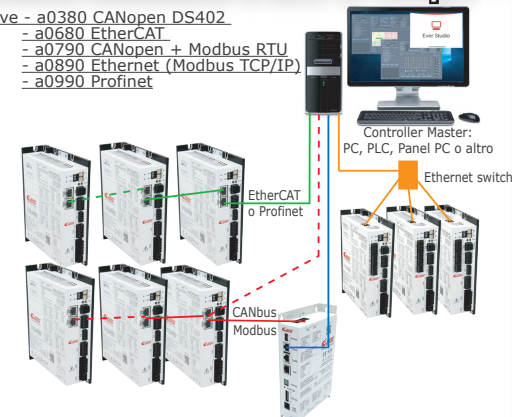 ve - a0380 CANopen DS402
- a0680 EtherCAT
- a0790 CANopen + Modbus RTU
- a0890 Ethernet (Modbus TCP/IP)
- a0990 Profinet
Ever Studio
Controller Master:
PC, PLC, Panel PC o altro
Ethernet switch
EtherCAT
o Profinet
CANbus
Modbus